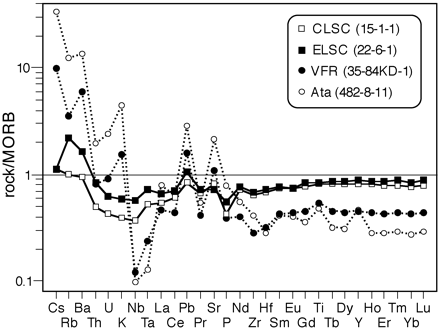 CLSC (15-1-1)
ELSC (22-6-1)
VFR (35-84KD-1)
Ata (482-8-11)
10
1
0.1
rock/MORB
Cs Ba U Nb La Pb Sr Nd Hf Eu Ti Dy Ho Tm Lu
Rb Th K Ta Ce Pr P Zr Sm Gd Tb Y Er Yb